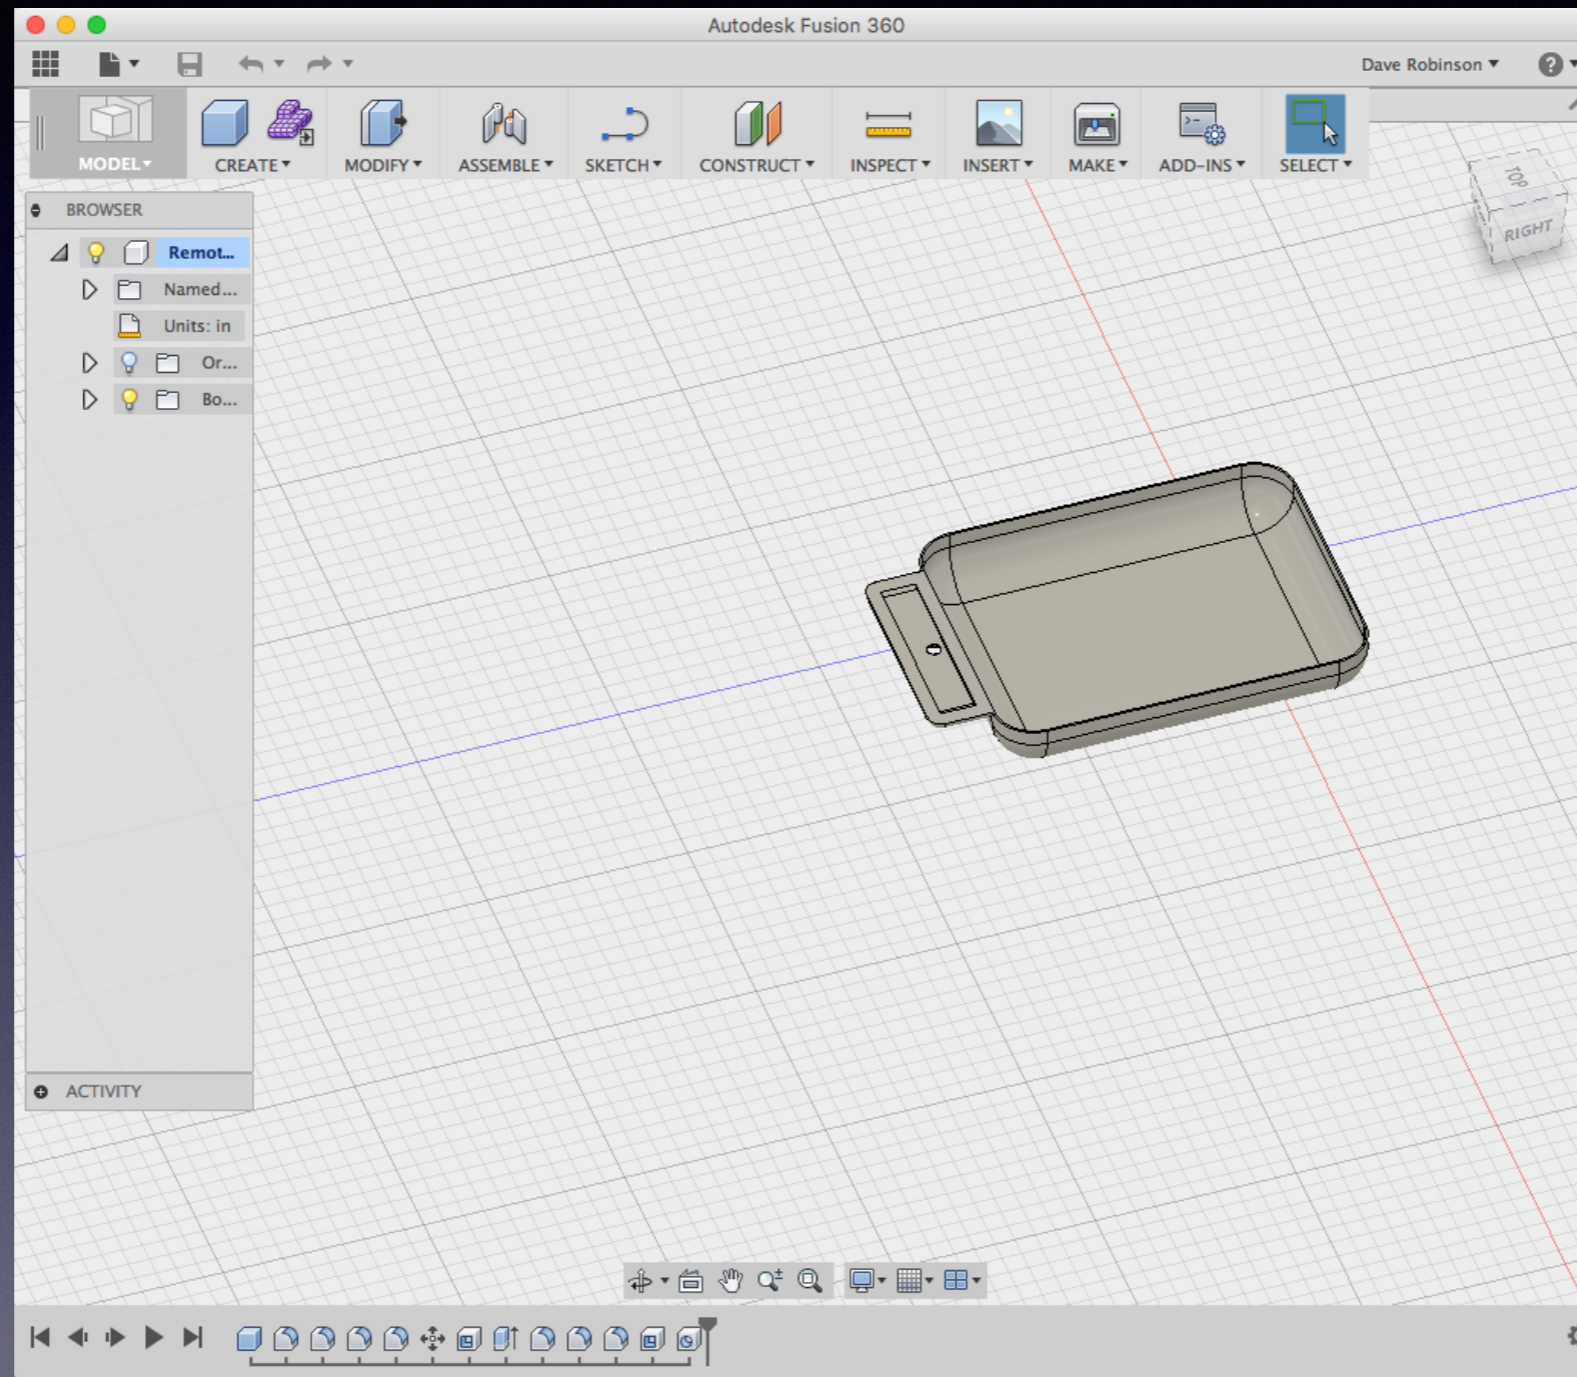 Autodesk Fusion 360
Dave Robinson
MODEL
CREATE
MODIFY
ASSEMBLE
SKETCH
CONSTRUCT
INSPECT
INSERT
MAKE
ADD-INS
SELECT
TOP
RIGHT
BROWSER
Remot...
Named...
Units: in
Or...
Bo...
ACTIVITY